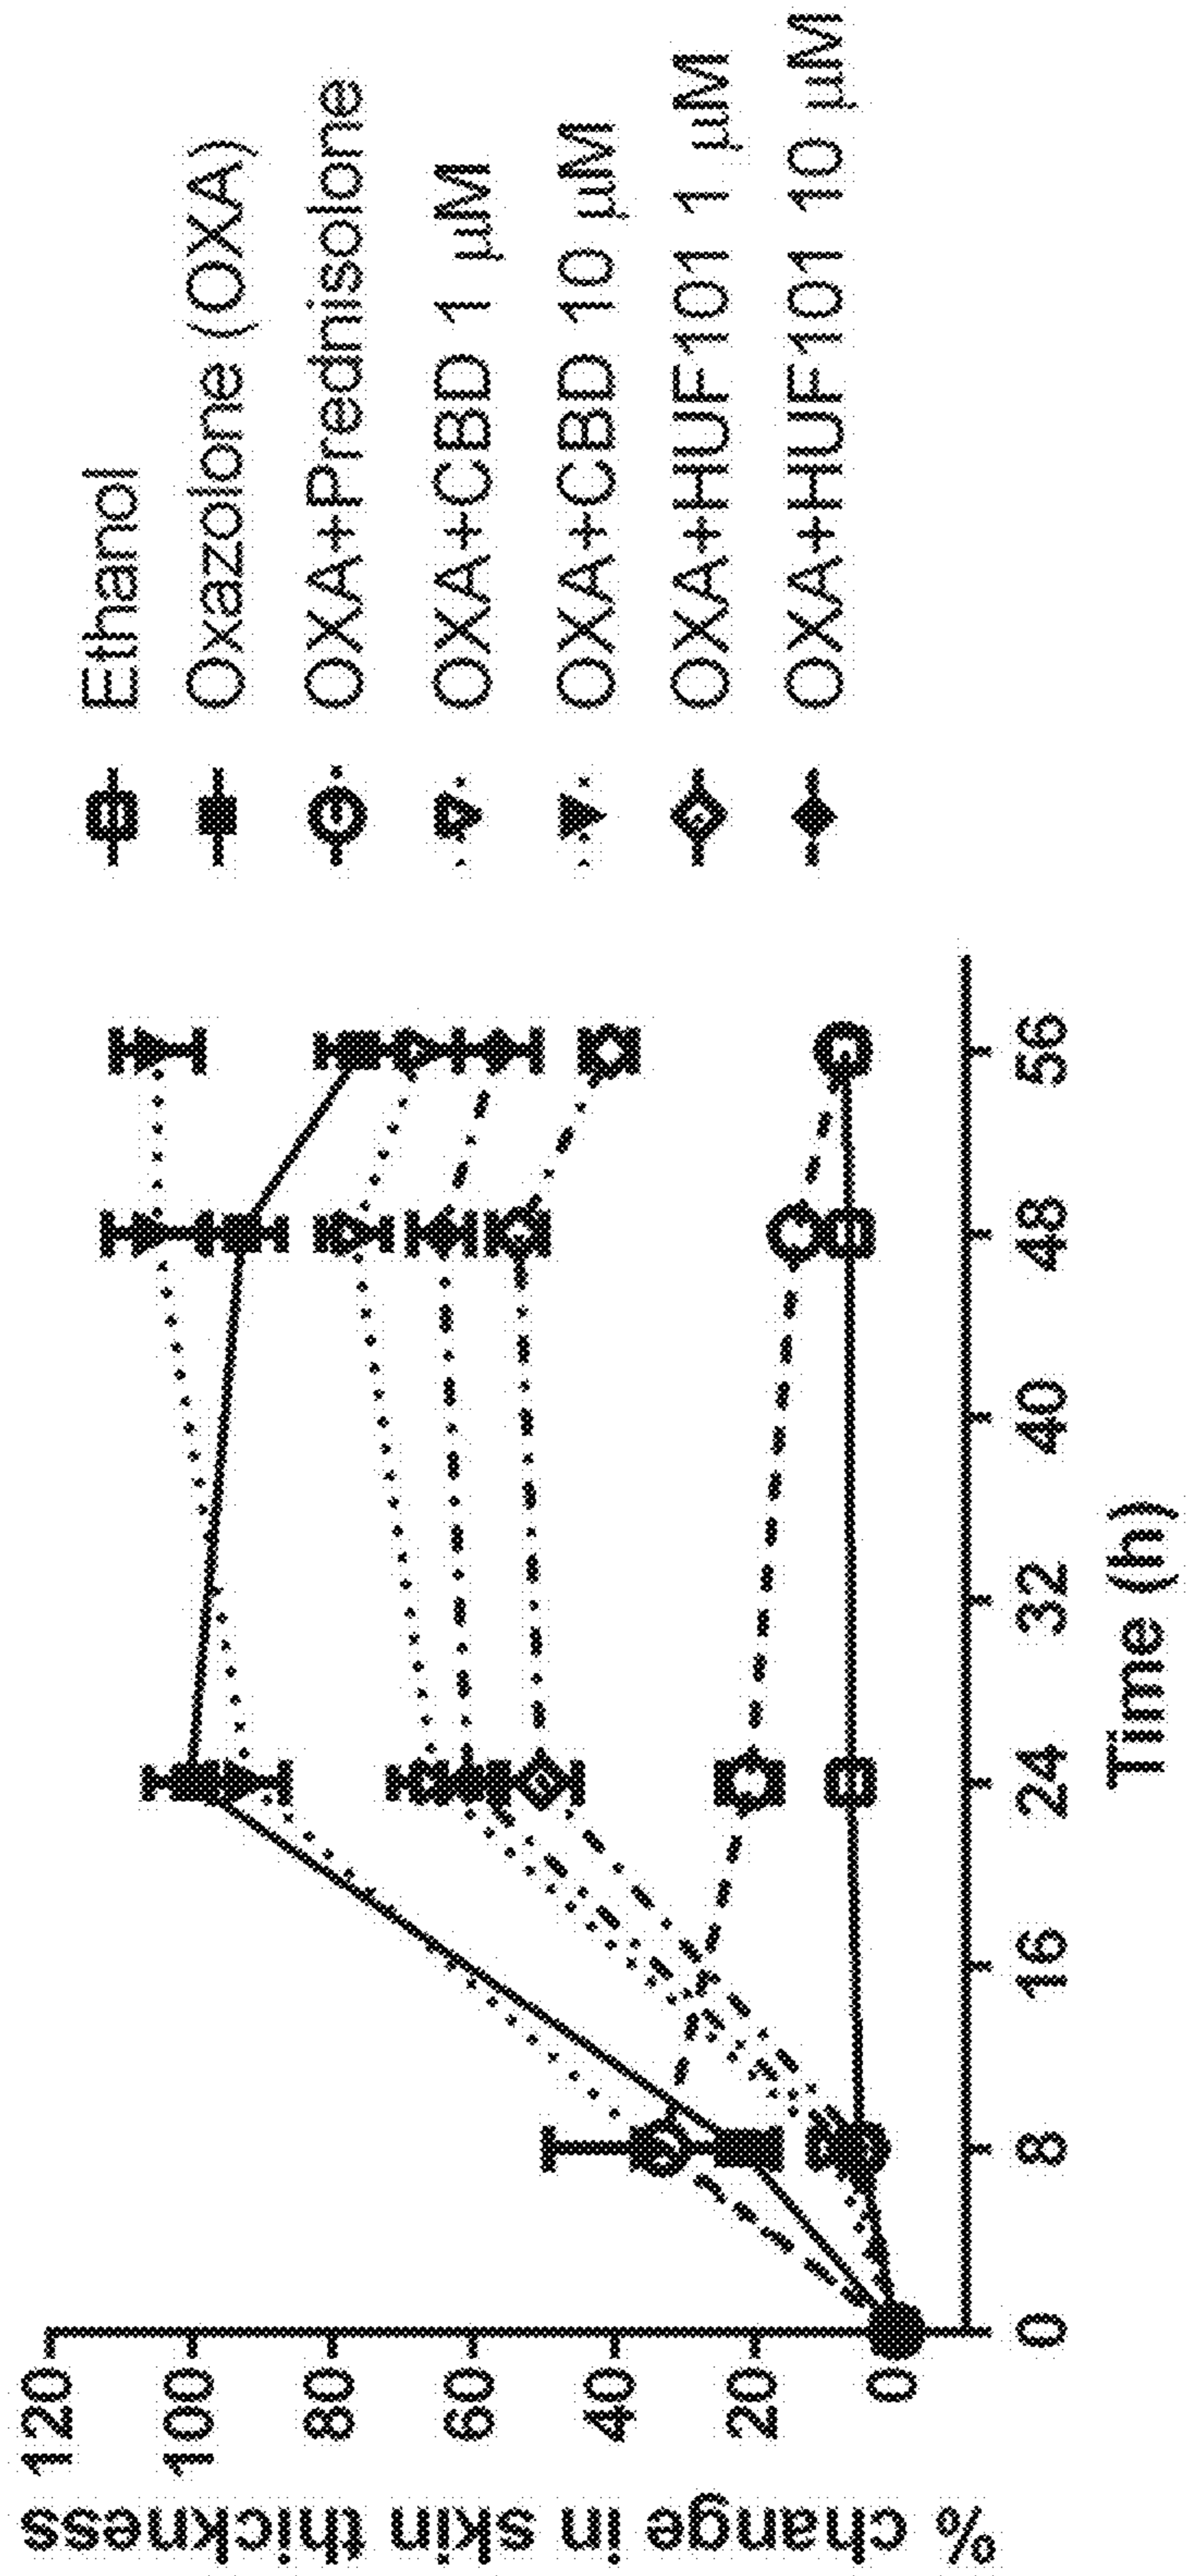 % change in skin thickness
120
100
80
60
40
20
0
0 8 16 24 32 40 48 56
Time (h)
Ethanol
Oxazolone (OXA)
OXA+Prednisolone
OXA+CBD 1 µM
OXA+CBD 10 µM
OXA+HUF101 1 µM
OXA+HUF101 10 µM